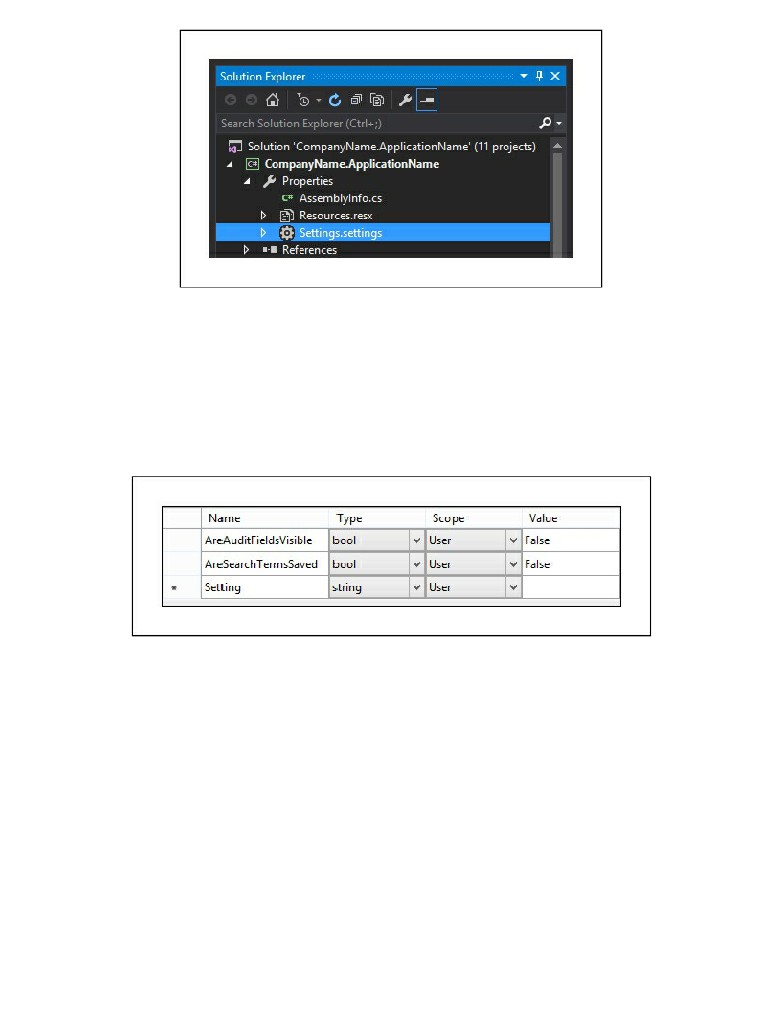 Solution Explorer
Search Solution Explorer (Ctrl+;)
Solution 'CompanyName.ApplicationName' (11 projects)
C# CompanyName.ApplicationName
Properties
C# AssemblyInfo.cs
Resources.resx
Settings.settings
References
Name Type Scope Value
AreAuditFieldsVisible bool User False
AreSearchTermsSaved bool User False
* Setting string User